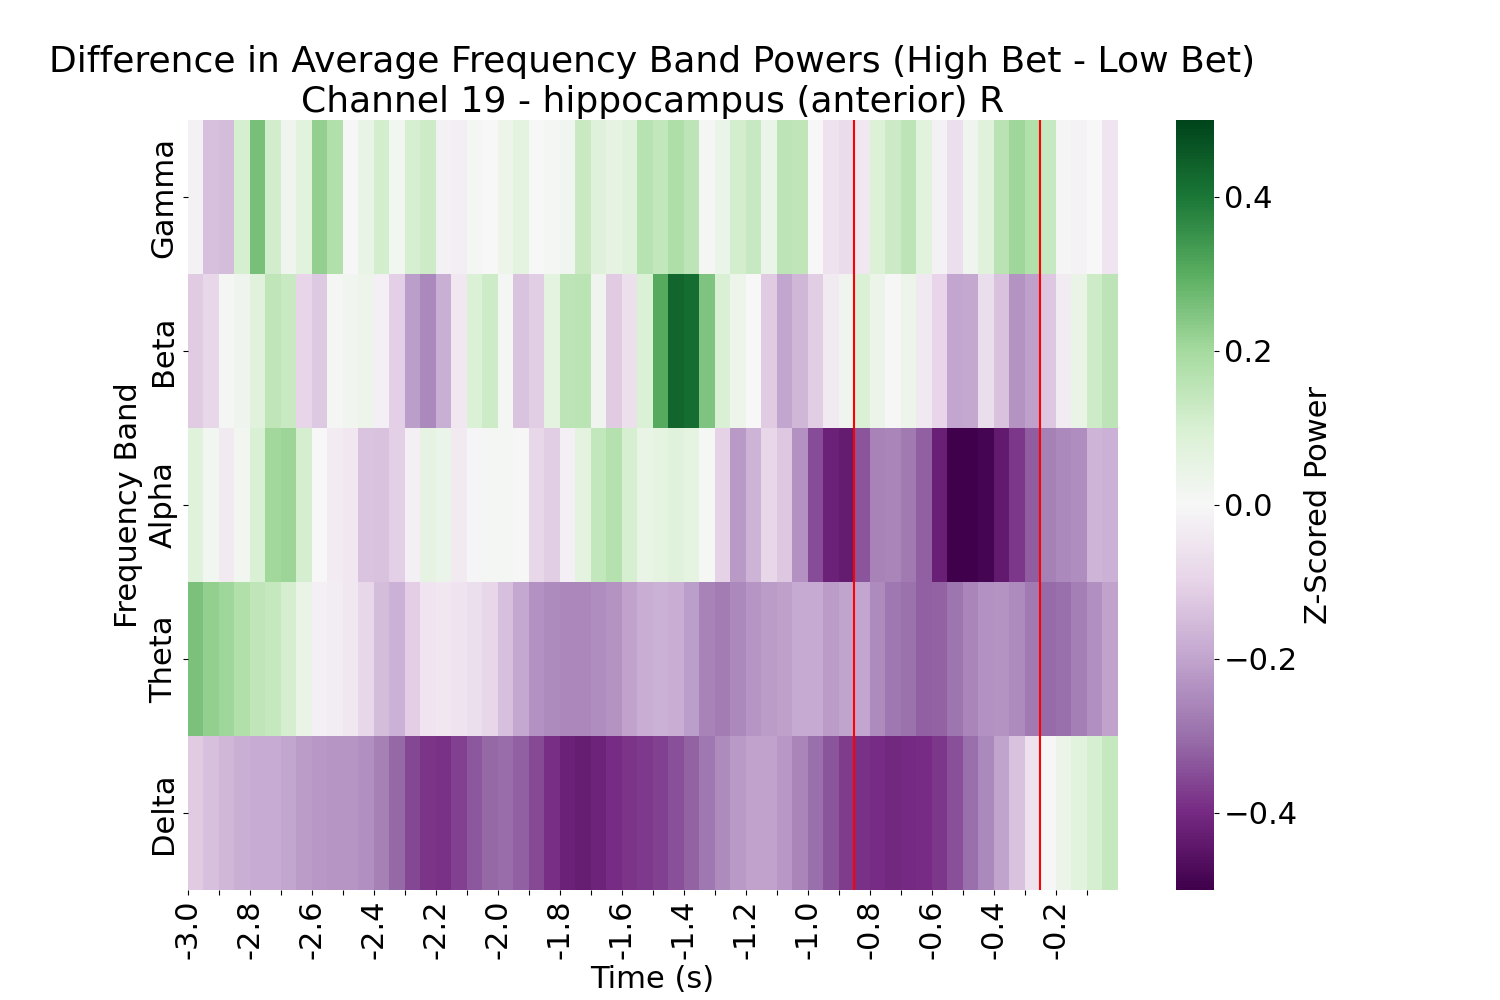 Difference in Average Frequency Band Powers (High Bet - Low Bet)
Channel 19 - hippocampus (anterior) R
Frequency Band
Gamma
Beta
Alpha
Theta
Delta
-3.0
-2.8
-2.6
-2.4
-2.2
-2.0
-1.8
-1.6
-1.4
-1.2
-1.0
-0.8
-0.6
-0.4
-0.2
Time (s)
0.4
0.2
0.0
−0.2
−0.4
Z-Scored Power